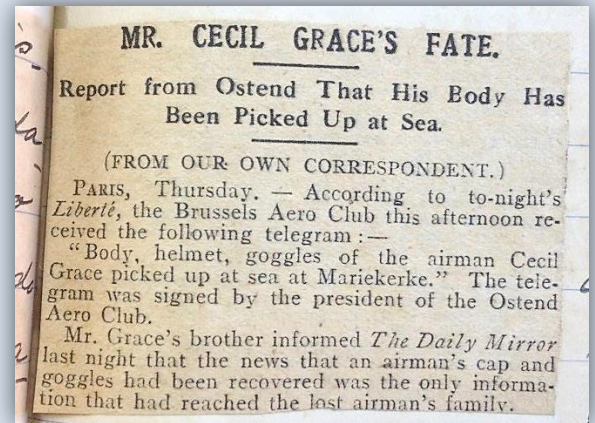 MR. CECIL GRACE'S FATE.
Report from Ostend That His Body Has
Been Picked Up at Sea.
(FROM OUR OWN CORRESPONDENT.)
PARIS, Thursday. — According to to-night's
Liberté, the Brussels Aero Club this afternoon re-
ceived the following telegram :—
"Body, helmet, goggles of the airman Cecil
Grace picked up at sea at Mariekerke." The tele-
gram was signed by the president of the Ostend
Aero Club.
Mr. Grace's brother informed The Daily Mirror
last night that the news that an airman's cap and
goggles had been recovered was the only informa-
tion that had reached the lost airman's family.